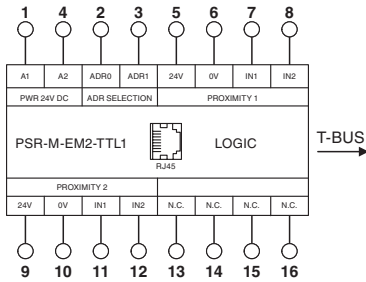 1 4 2 3 5 6 7 8
A1 A2 ADR0 ADR1 24V 0V IN1 IN2
PWR 24V DC ADR SELECTION PROXIMITY 1
PSR-M-EM2-TTL1 LOGIC T-BUS
RJ45
PROXIMITY 2
24V 0V IN1 IN2 N.C. N.C. N.C. N.C.
9 10 11 12 13 14 15 16